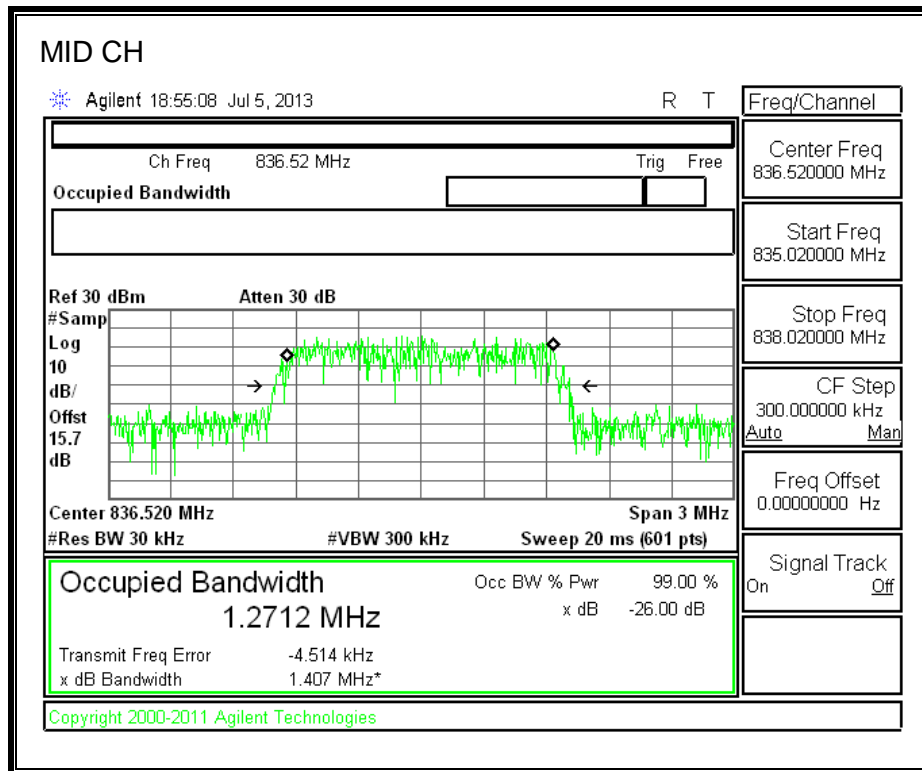 MID CH
Agilent 18:55:08 Jul 5, 2013 R T
Freq/Channel
Ch Freq 836.52 MHz Trig Free
Occupied Bandwidth
Center Freq
836.520000 MHz
Start Freq
835.020000 MHz
Stop Freq
838.020000 MHz
CF Step
300.000000 kHz
Auto Man
Freq Offset
0.00000000 Hz
Signal Track
On Off
Ref 30 dBm Atten 30 dB
#Samp
Log
10
dB/
Offst
15.7
dB
Center 836.520 MHz Span 3 MHz
#Res BW 30 kHz #VBW 300 kHz Sweep 20 ms (601 pts)
Occupied Bandwidth Occ BW % Pwr 99.00 %
1.2712 MHz x dB -26.00 dB
Transmit Freq Error -4.514 kHz
x dB Bandwidth 1.407 MHz*
Copyright 2000-2011 Agilent Technologies